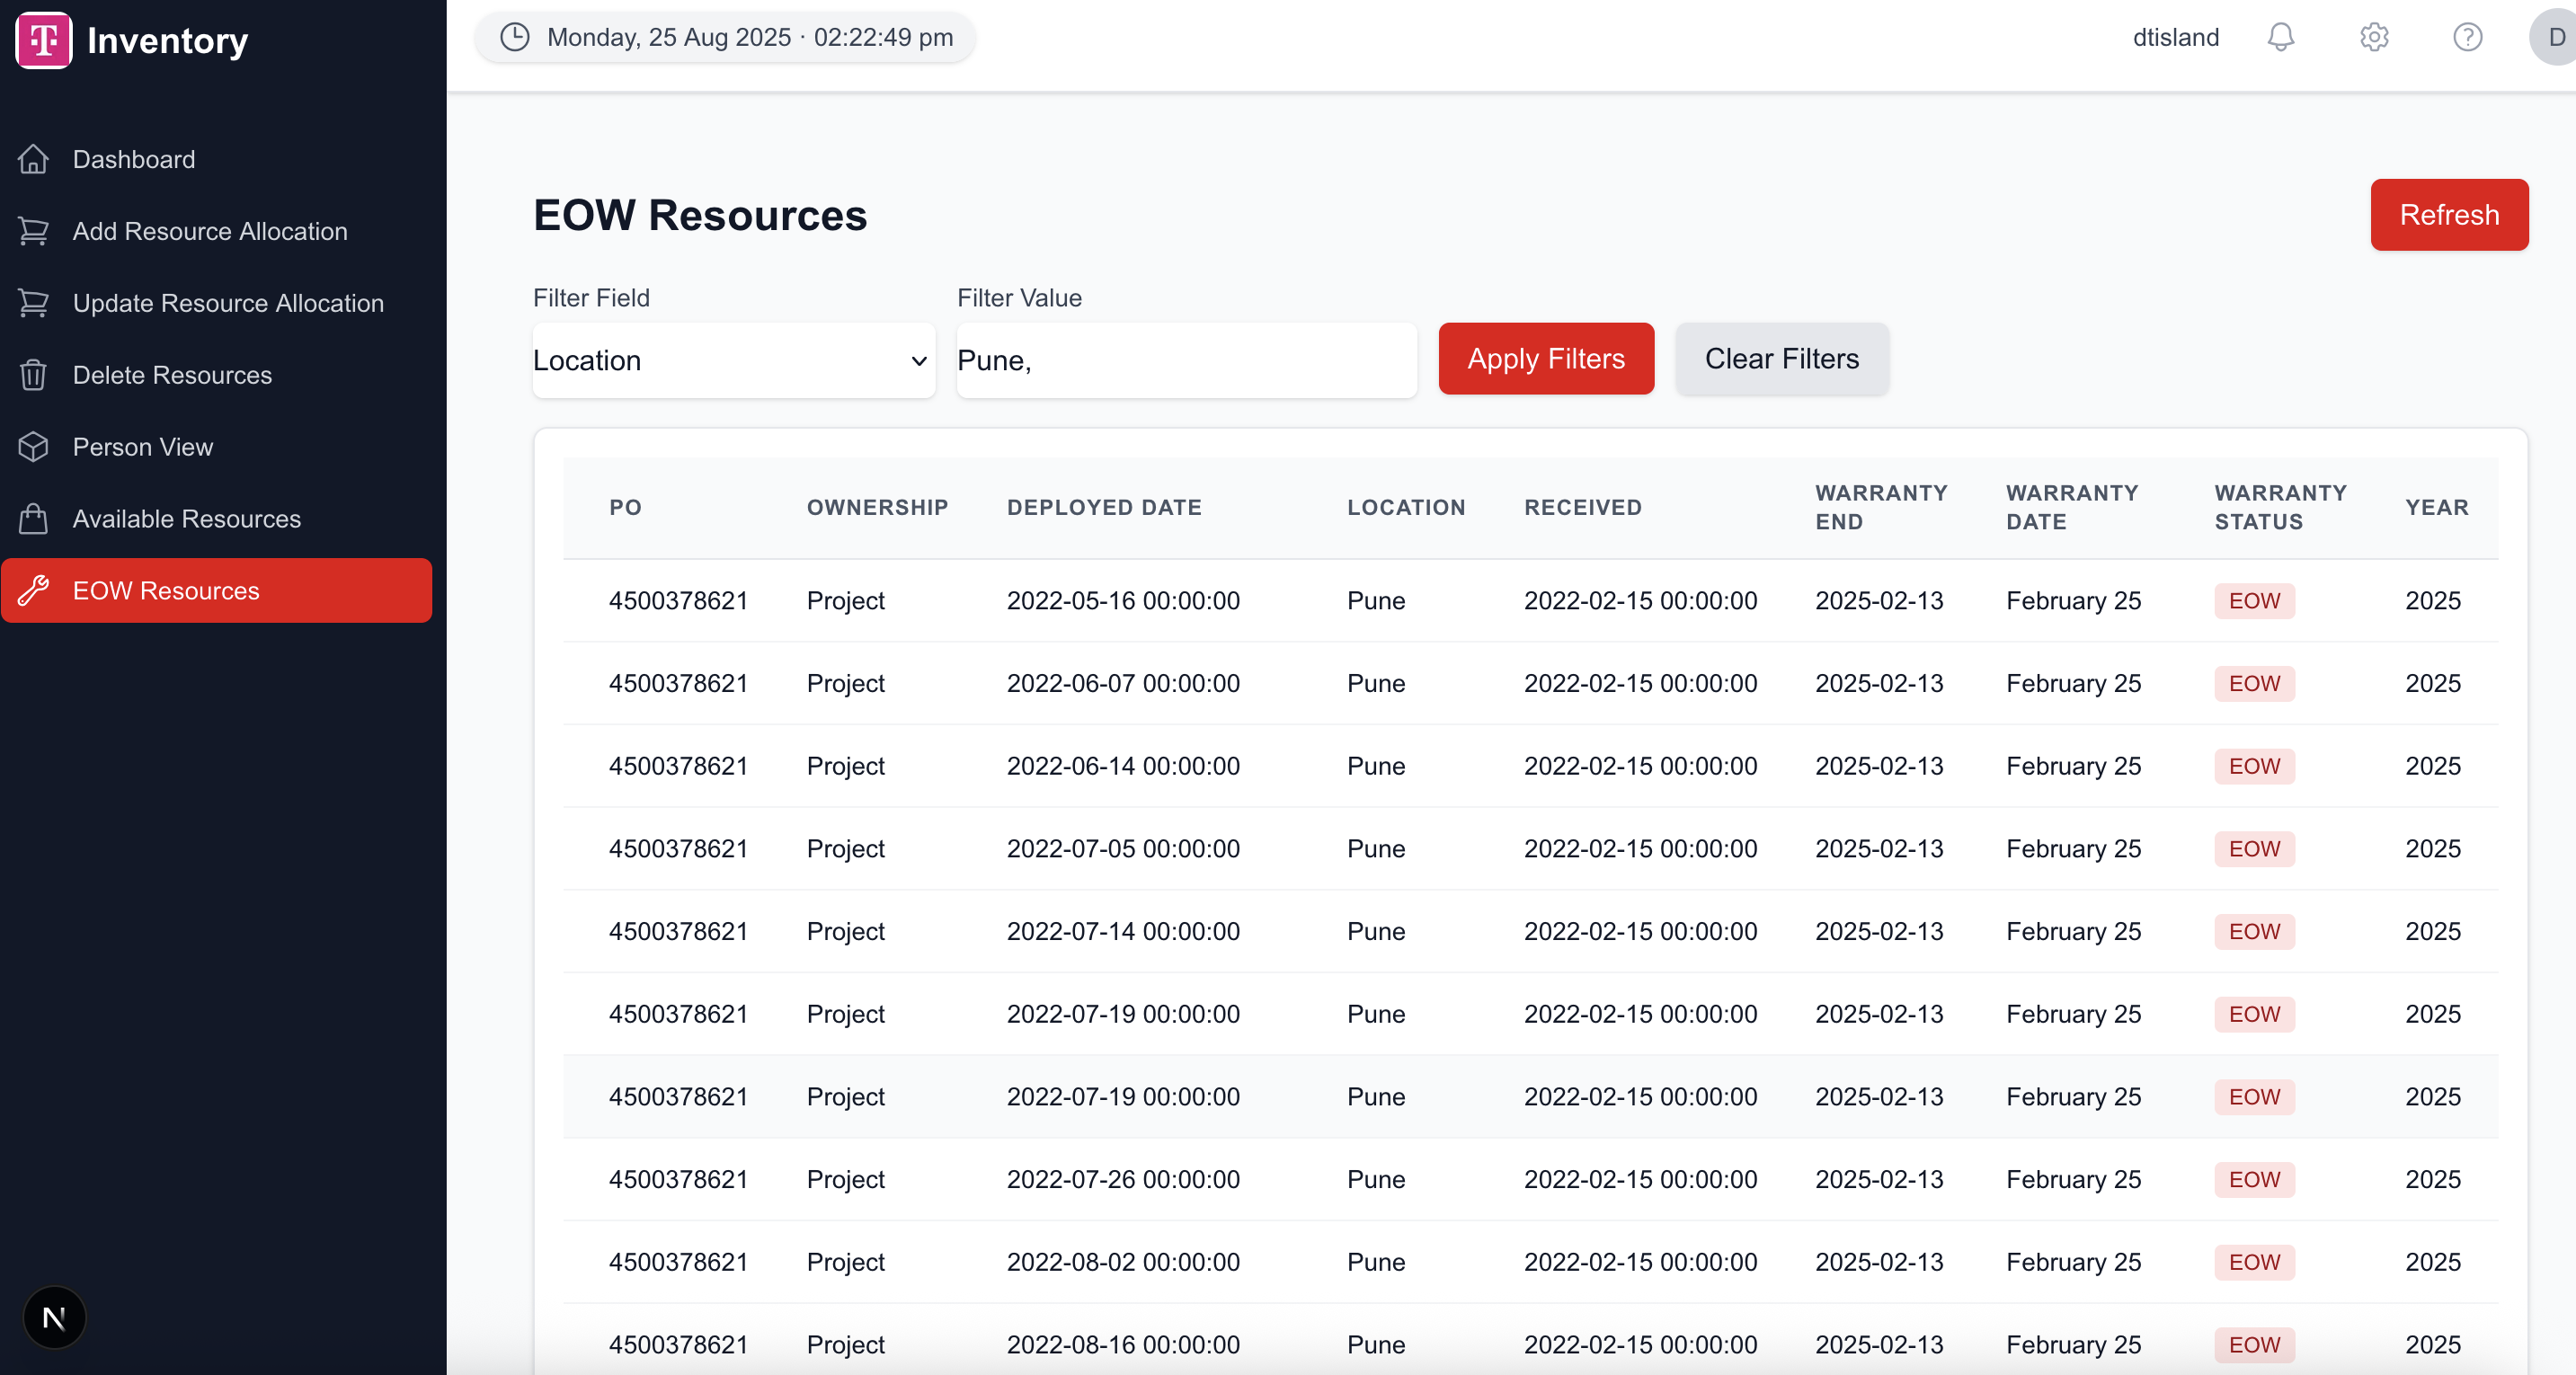 T Inventory
Monday, 25 Aug 2025 · 02:22:49 pm
dtisland
D
Dashboard
Add Resource Allocation
Update Resource Allocation
Delete Resources
Person View
Available Resources
EOW Resources
N
EOW Resources
Refresh
Filter Field
Filter Value
Location
Pune,
Apply Filters
Clear Filters
PO OWNERSHIP DEPLOYED DATE LOCATION RECEIVED WARRANTY END WARRANTY DATE WARRANTY STATUS YEAR
4500378621 Project 2022-05-16 00:00:00 Pune 2022-02-15 00:00:00 2025-02-13 February 25 EOW 2025
4500378621 Project 2022-06-07 00:00:00 Pune 2022-02-15 00:00:00 2025-02-13 February 25 EOW 2025
4500378621 Project 2022-06-14 00:00:00 Pune 2022-02-15 00:00:00 2025-02-13 February 25 EOW 2025
4500378621 Project 2022-07-05 00:00:00 Pune 2022-02-15 00:00:00 2025-02-13 February 25 EOW 2025
4500378621 Project 2022-07-14 00:00:00 Pune 2022-02-15 00:00:00 2025-02-13 February 25 EOW 2025
4500378621 Project 2022-07-19 00:00:00 Pune 2022-02-15 00:00:00 2025-02-13 February 25 EOW 2025
4500378621 Project 2022-07-19 00:00:00 Pune 2022-02-15 00:00:00 2025-02-13 February 25 EOW 2025
4500378621 Project 2022-07-26 00:00:00 Pune 2022-02-15 00:00:00 2025-02-13 February 25 EOW 2025
4500378621 Project 2022-08-02 00:00:00 Pune 2022-02-15 00:00:00 2025-02-13 February 25 EOW 2025
4500378621 Project 2022-08-16 00:00:00 Pune 2022-02-15 00:00:00 2025-02-13 February 25 EOW 2025